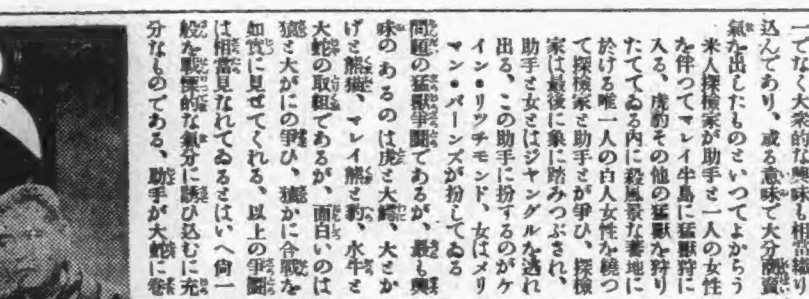 一でなく大衆的な興味も相當織り
込んであり、或る意味で大分演賣
氣を出したものといつてよからう
米人探檢家が助手と一人の女性
を伴つてマレイ半島に猛獸狩に
入る、虎豹その他の猛獸を狩り
たててゐる内に殺風景な蕃地に
於ける唯一人の白人女性を繞つ
て探檢家と助手とが爭ひ、探檢
家は最後に象に踏みつぶされ、
助手と女とはジヤングルを逃れ
出る、この助手に扮するのがケ
イン・リッチモンド、女はメリ
マン・バーンズが扮してゐる
問題の猛獸爭鬪であるが、最も興
味のあるのは虎と大鰐、大とか
げと熊猫、マレイ熊と豹、水牛と
大蛇の取組であるが、面白いのは
猿と大がにの爭ひ、猿かに合戰を
如實に見せてくれる、以上の爭鬪
は相當見なれてゐるとはいへ尙一
般を戰慄的な氣分に誘ひ込むに充
分なものである、助手が大蛇に卷